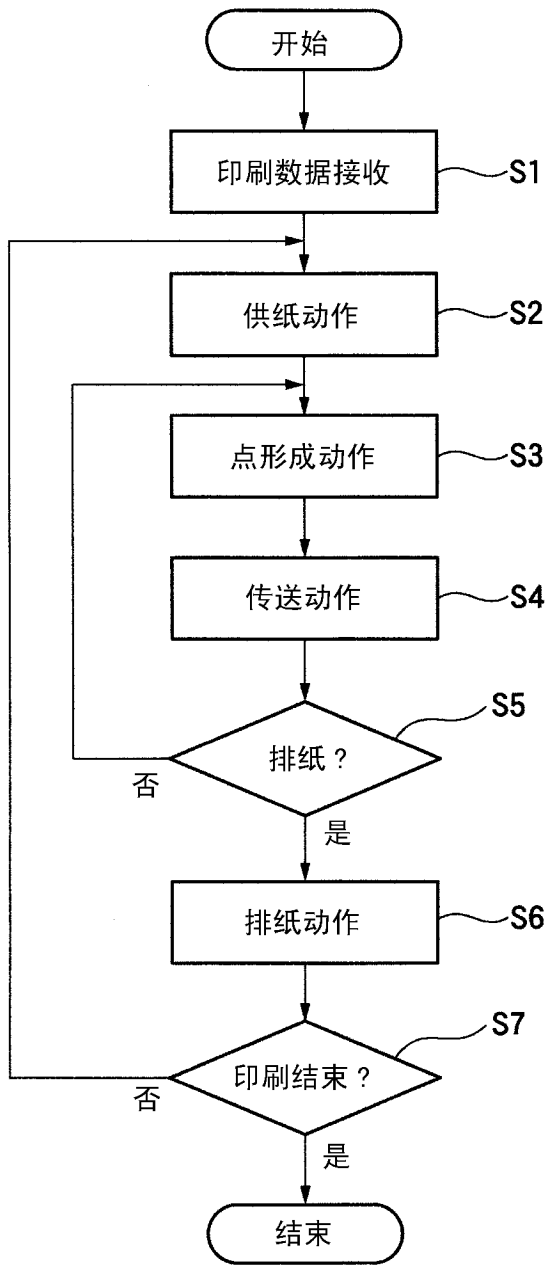 开始
印刷数据接收
S1
供纸动作
S2
点形成动作
S3
传送动作
S4
S5
排纸？
否
是
排纸动作
S6
S7
印刷结束？
否
是
结束